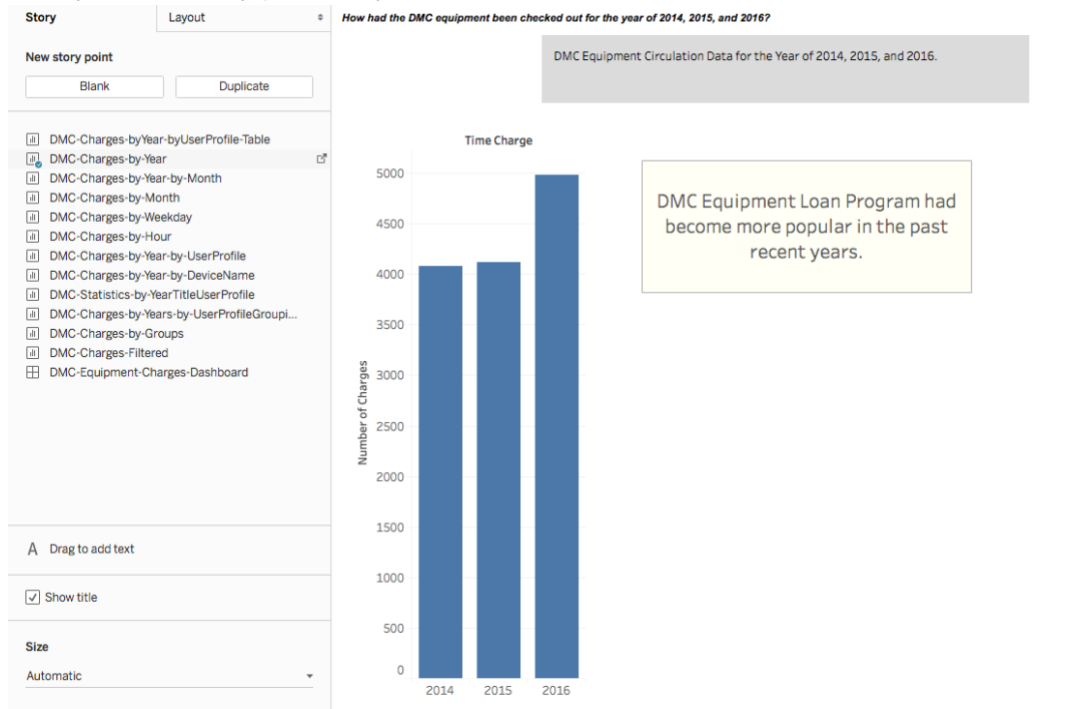 Story
Layout
New story point
Blank
Duplicate
DMC-Charges-byYear-byUserProfile-Table
DMC-Charges-by-Year
DMC-Charges-by-Year-by-Month
DMC-Charges-by-Month
DMC-Charges-by-Weekday
DMC-Charges-by-Hour
DMC-Charges-by-Year-by-UserProfile
DMC-Charges-by-Year-by-DeviceName
DMC-Statistics-by-YearTitleUserProfile
DMC-Charges-by-Years-by-UserProfileGroupi...
DMC-Charges-by-Groups
DMC-Charges-Filtered
DMC-Equipment-Charges-Dashboard
A Drag to add text
Show title
Size
Automatic
How had the DMC equipment been checked out for the year of 2014, 2015, and 2016?
DMC Equipment Circulation Data for the Year of 2014, 2015, and 2016.
Time Charge
Number of Charges
5000
4500
4000
3500
3000
2500
2000
1500
1000
500
0
2014 2015 2016
DMC Equipment Loan Program had
become more popular in the past
recent years.